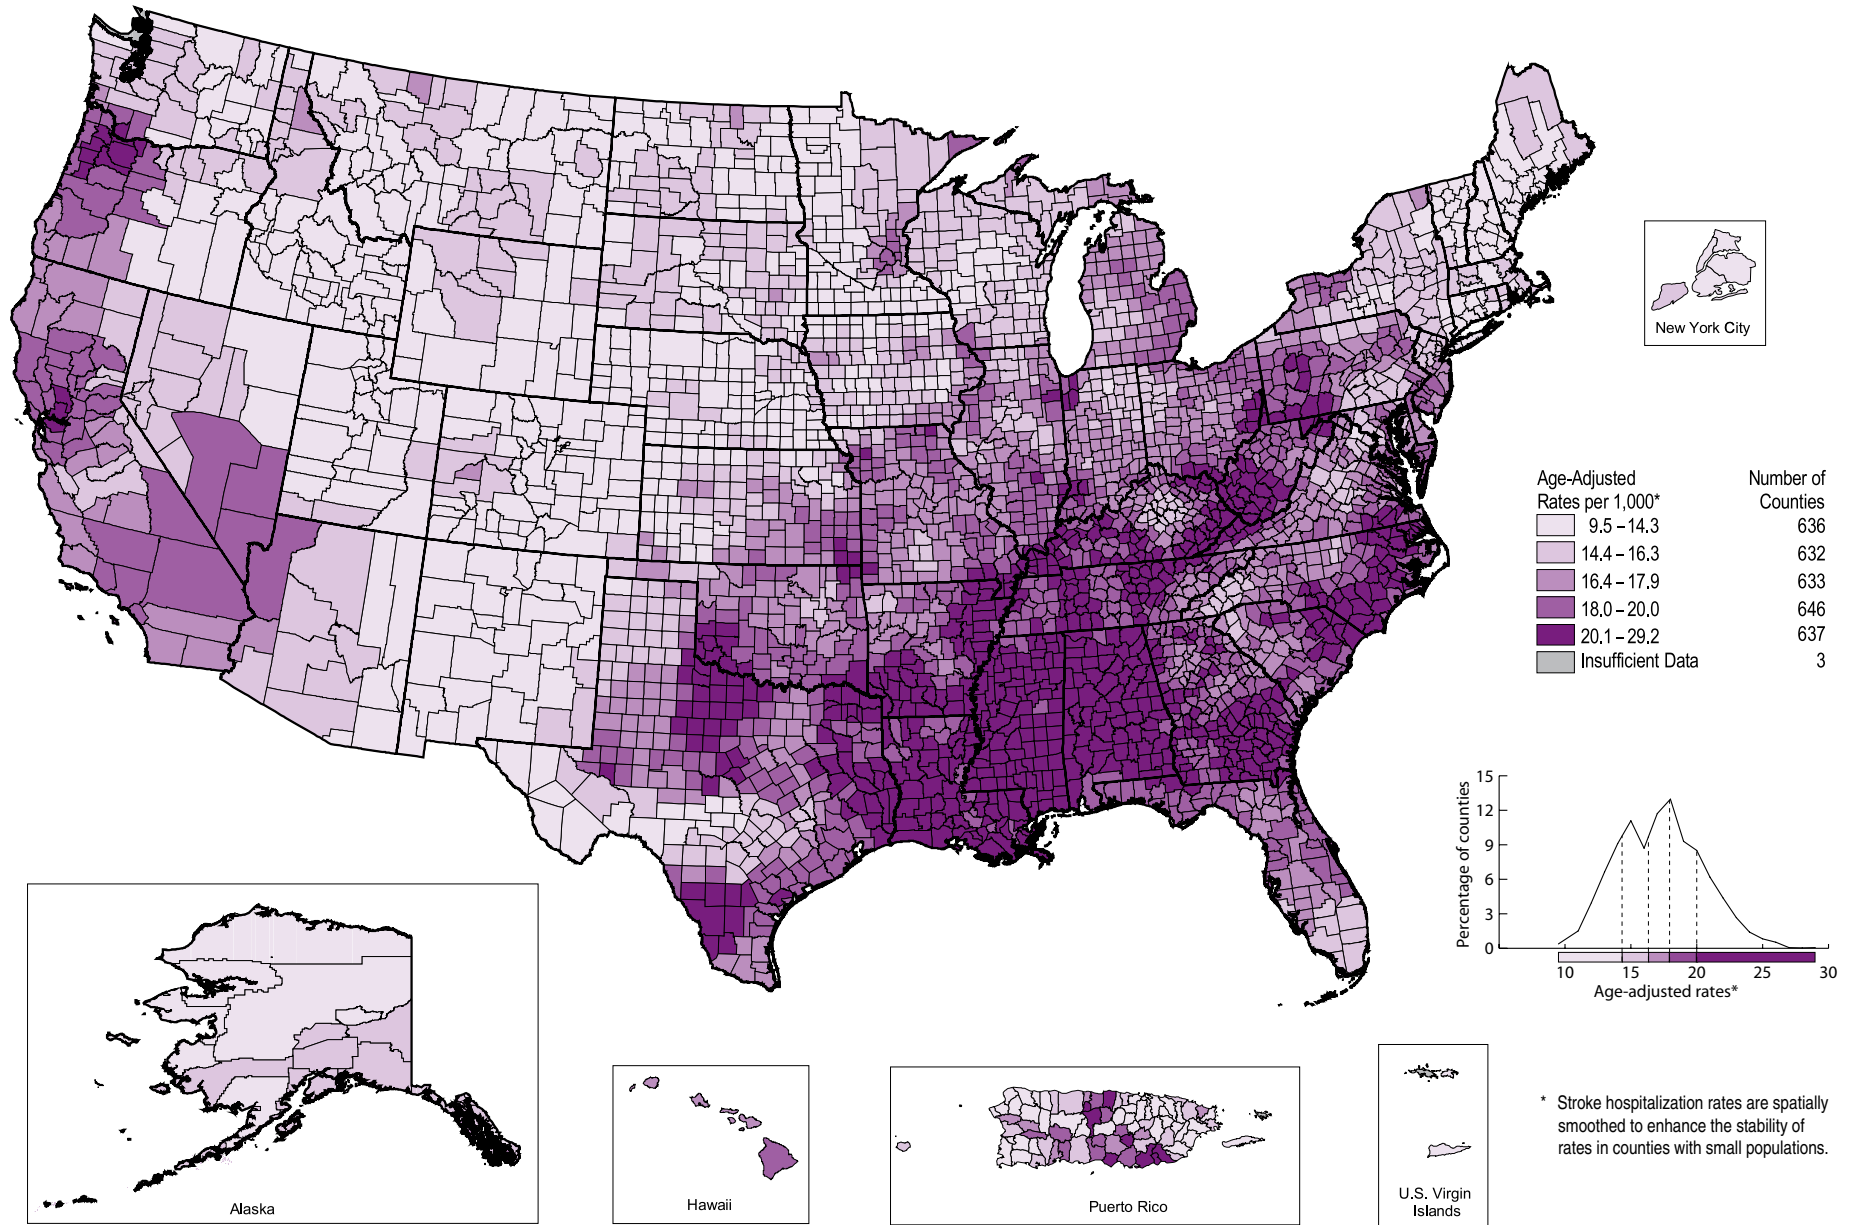 New York City
Age-Adjusted
Rates per 1,000*
Number of
Counties
9.5 – 14.3 636
14.4 – 16.3 632
16.4 – 17.9 633
18.0 – 20.0 646
20.1 – 29.2 637
Insufficient Data 3
Percentage of counties
15
12
9
6
3
0
10 15 20 25 30
Age-adjusted rates*
Alaska
Hawaii
Puerto Rico
U.S. Virgin
Islands
* Stroke hospitalization rates are spatially
smoothed to enhance the stability of
rates in counties with small populations.